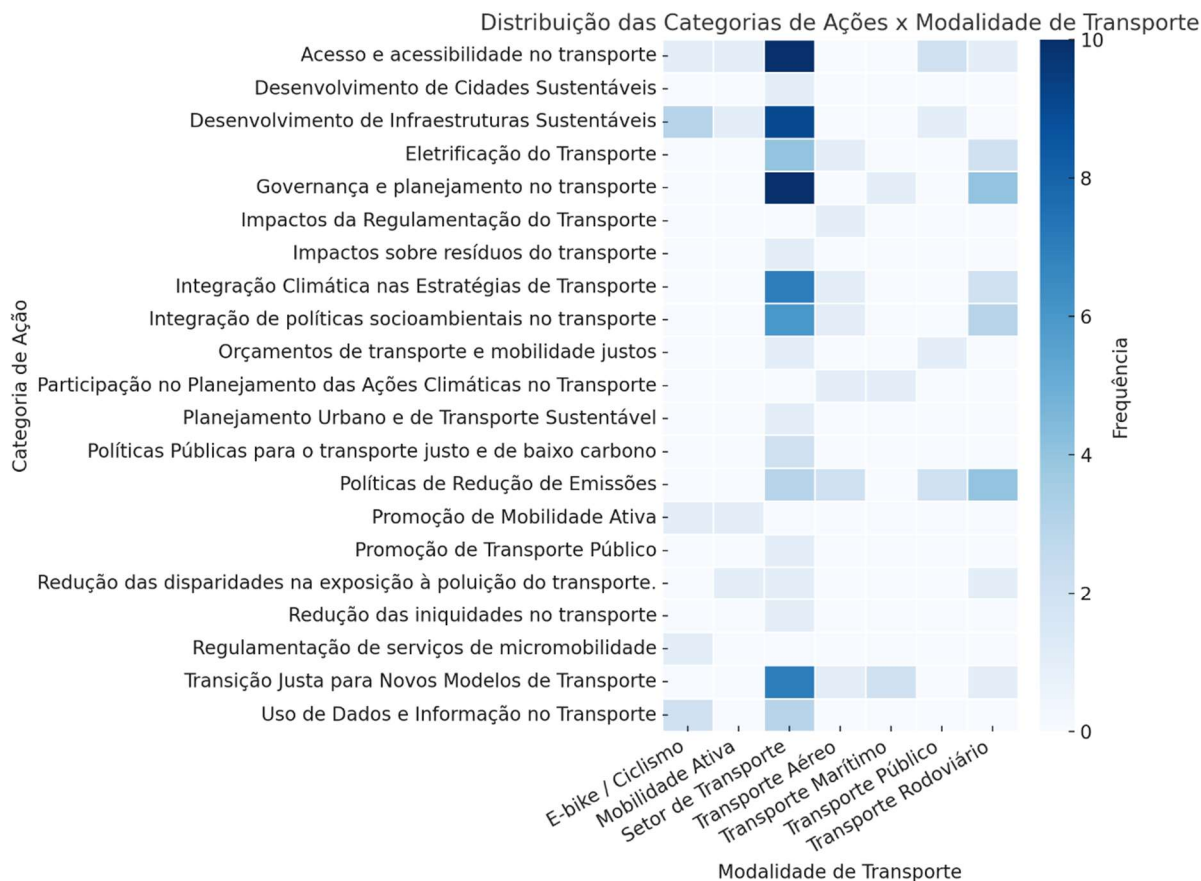 Distribuição das Categorias de Ações x Modalidade de Transporte
Acesso e acessibilidade no transporte
Desenvolvimento de Cidades Sustentáveis
Desenvolvimento de Infraestruturas Sustentáveis
Eletrificação do Transporte
Governança e planejamento no transporte
Impactos da Regulamentação do Transporte
Impactos sobre resíduos do transporte
Integração Climática nas Estratégias de Transporte
Integração de políticas socioambientais no transporte
Orçamentos de transporte e mobilidade justos
Participação no Planejamento das Ações Climáticas no Transporte
Planejamento Urbano e de Transporte Sustentável
Políticas Públicas para o transporte justo e de baixo carbono
Políticas de Redução de Emissões
Promoção de Mobilidade Ativa
Promoção de Transporte Público
Redução das disparidades na exposição à poluição do transporte.
Redução das iniquidades no transporte
Regulamentação de serviços de micromobilidade
Transição Justa para Novos Modelos de Transporte
Uso de Dados e Informação no Transporte
Categoria de Ação
E-bike / Ciclismo
Mobilidade Ativa
Setor de Transporte
Transporte Aéreo
Transporte Marítimo
Transporte Público
Transporte Rodoviário
Modalidade de Transporte
10
8
6
4
2
0
Frequência